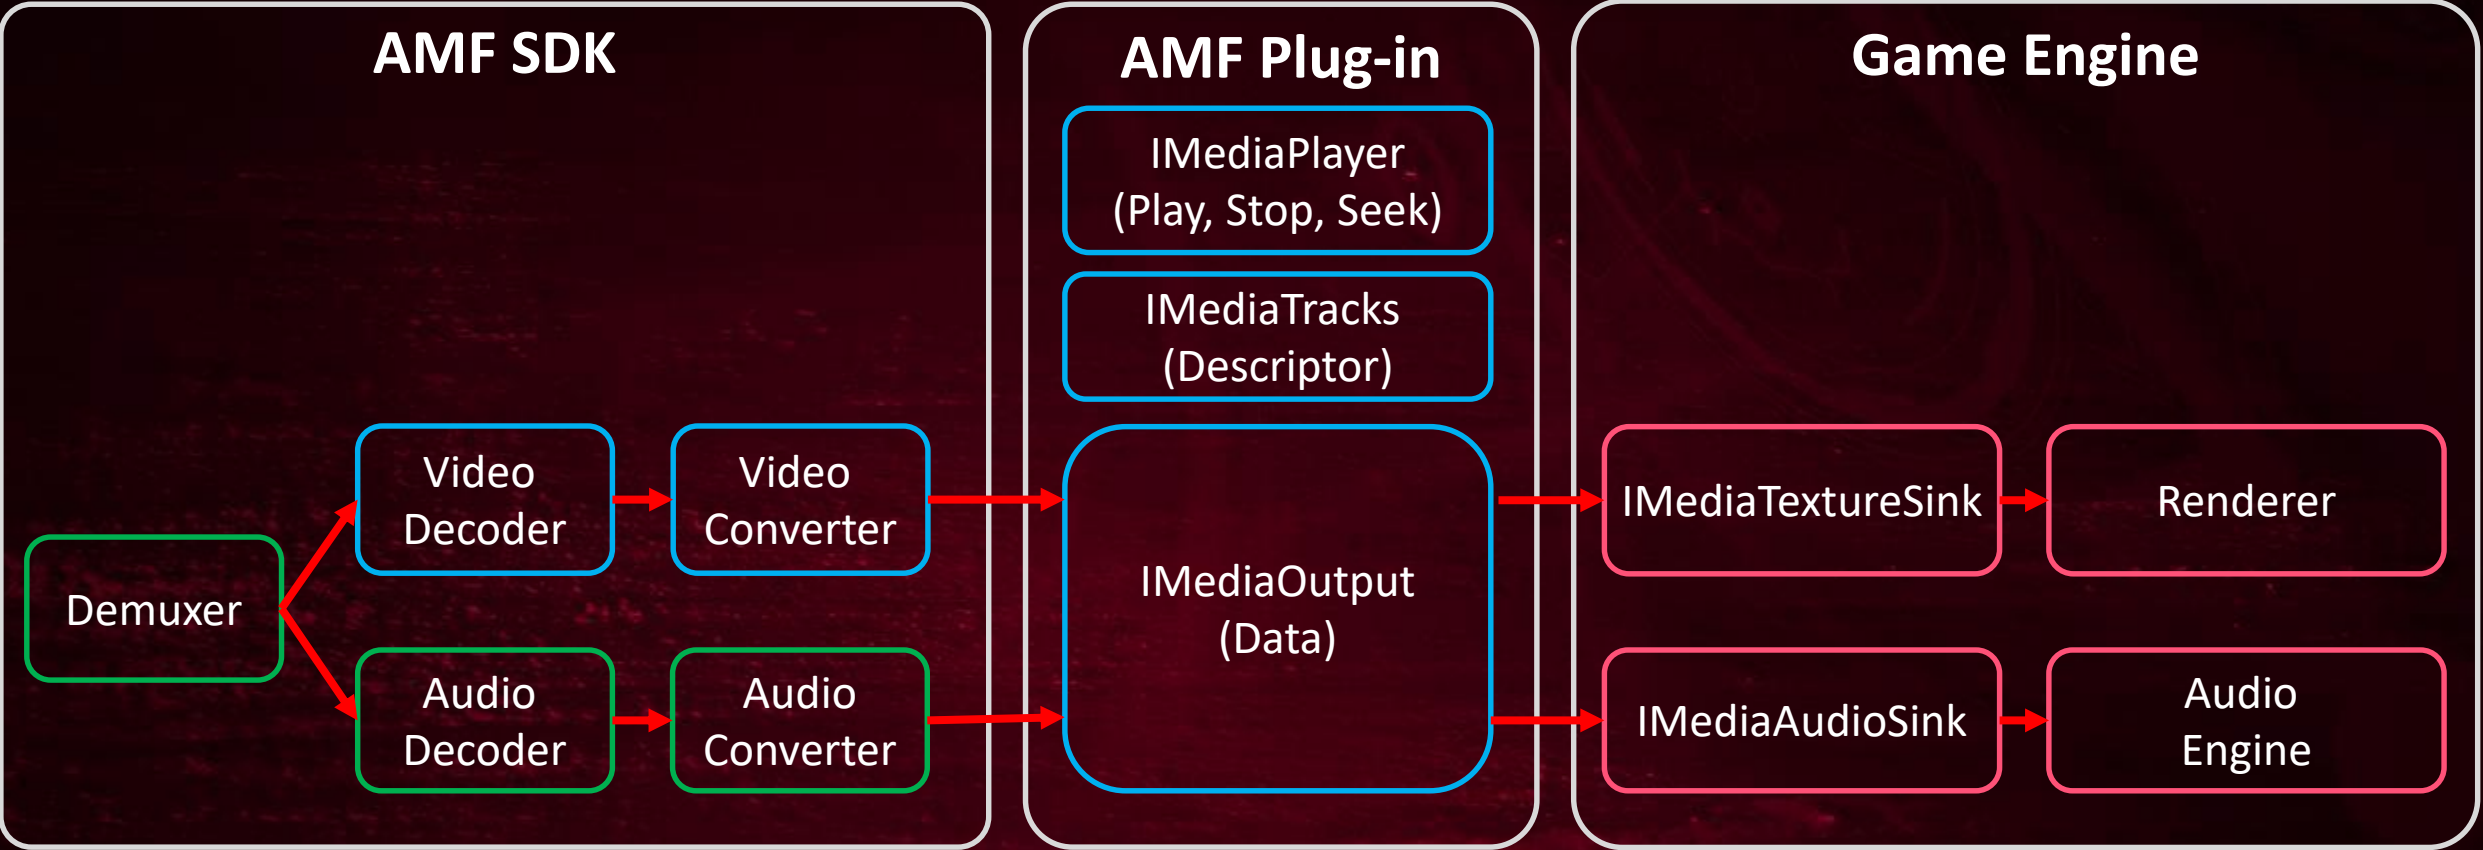 AMF SDK
AMF Plug-in
Game Engine
IMediaPlayer
(Play, Stop, Seek)
IMediaTracks
(Descriptor)
Demuxer
Video
Decoder
Video
Converter
Audio
Decoder
Audio
Converter
IMediaOutput
(Data)
IMediaTextureSink
Renderer
IMediaAudioSink
Audio
Engine